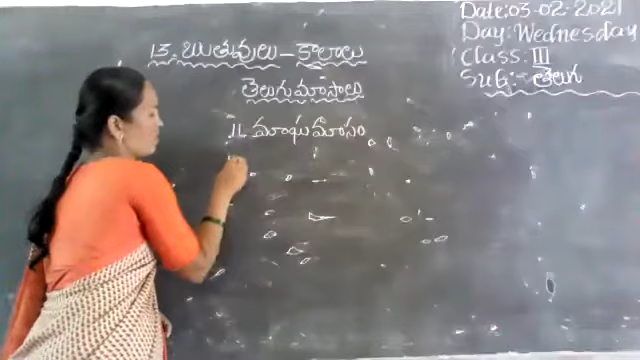 Date:03-02-2021
Day: Wednesday
Class: III
Sub:- తెలుగు
13. ఋతువులు - కాలాలు
తెలుగుమాసాలు
11. మాఘమాసం